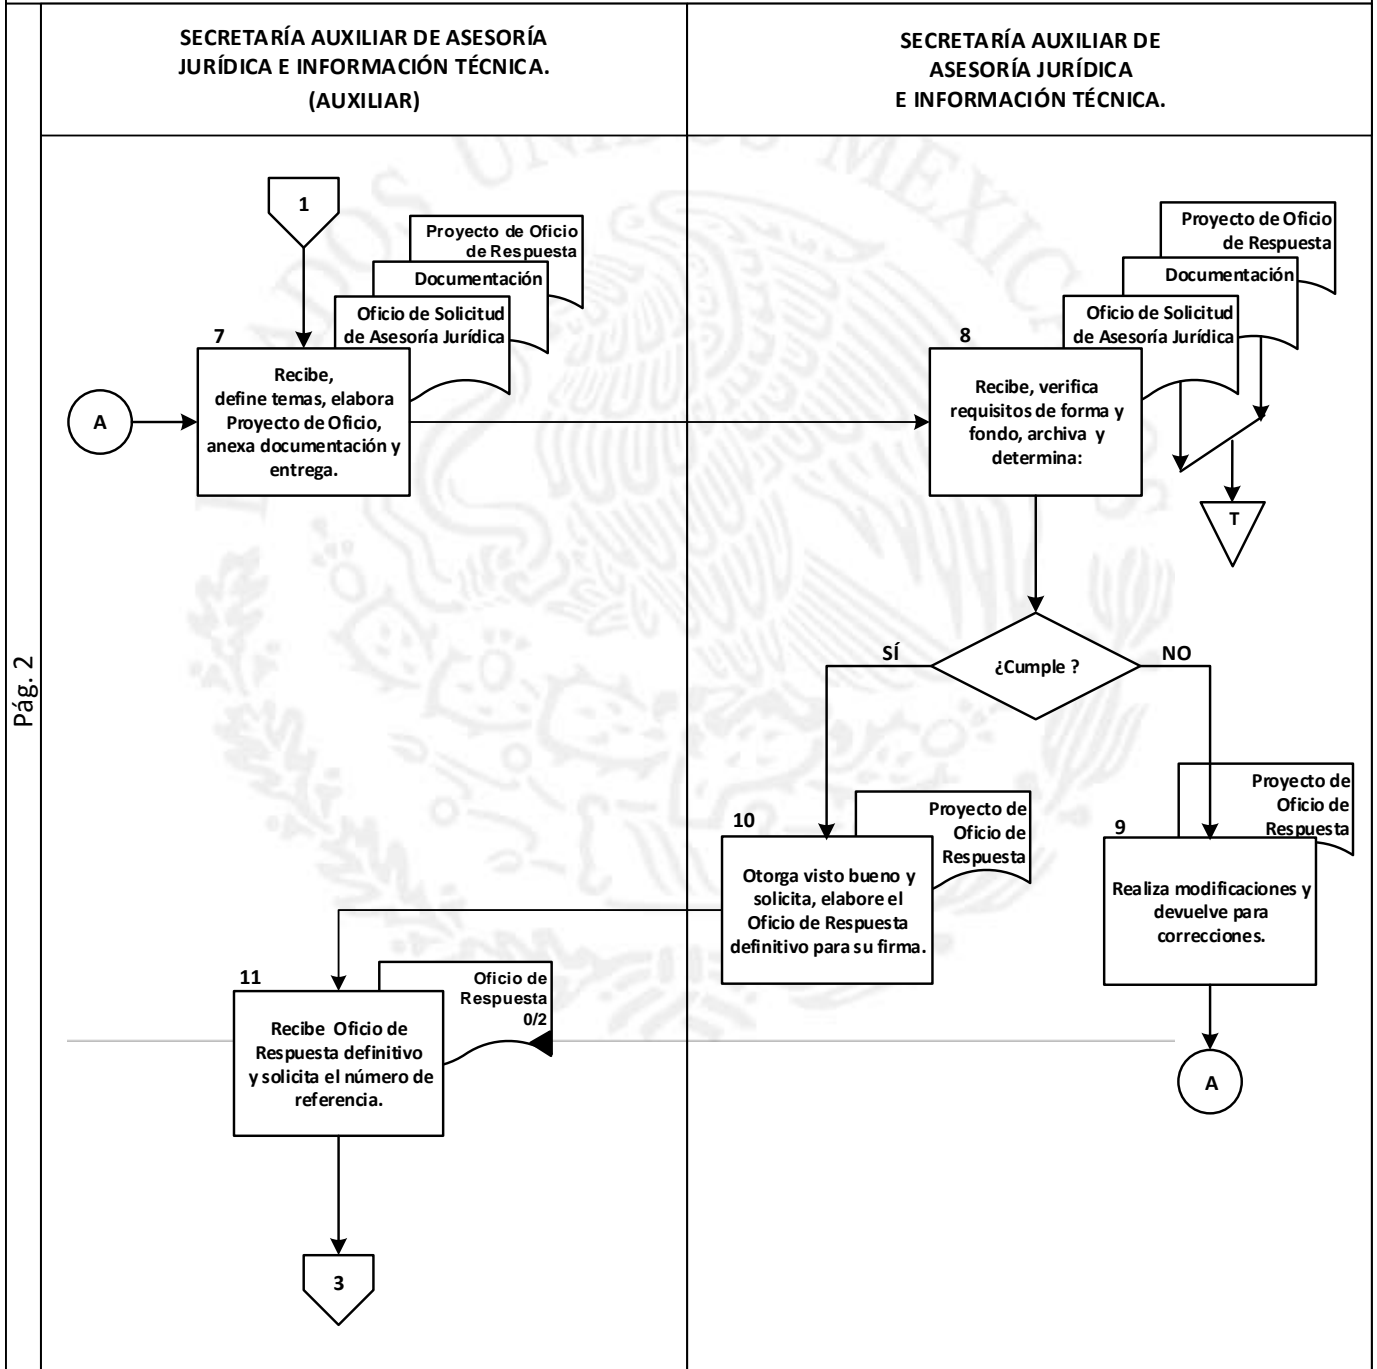 SECRETARÍA AUXILIAR DE ASESORÍA
JURÍDICA E INFORMACIÓN TÉCNICA.
(AUXILIAR)
SECRETARÍA AUXILIAR DE
ASESORÍA JURÍDICA
E INFORMACIÓN TÉCNICA.
Pág. 2
1
Proyecto de Oficio
de Respuesta
Documentación
Oficio de Solicitud
de Asesoría Jurídica
7
Recibe,
define temas, elabora
Proyecto de Oficio,
anexa documentación y
entrega.
A
Proyecto de Oficio
de Respuesta
Documentación
Oficio de Solicitud
de Asesoría Jurídica
8
Recibe, verifica
requisitos de forma y
fondo, archiva y
determina:
T
SÍ
¿Cumple ?
NO
10
Proyecto de
Oficio de
Respuesta
Otorga visto bueno y
solicita, elabore el
Oficio de Respuesta
definitivo para su firma.
9
Proyecto de
Oficio de
Respuesta
Realiza modificaciones y
devuelve para
correcciones.
A
11
Oficio de
Respuesta
0/2
Recibe Oficio de
Respuesta definitivo
y solicita el número de
referencia.
3
UNIDOS MEXIC